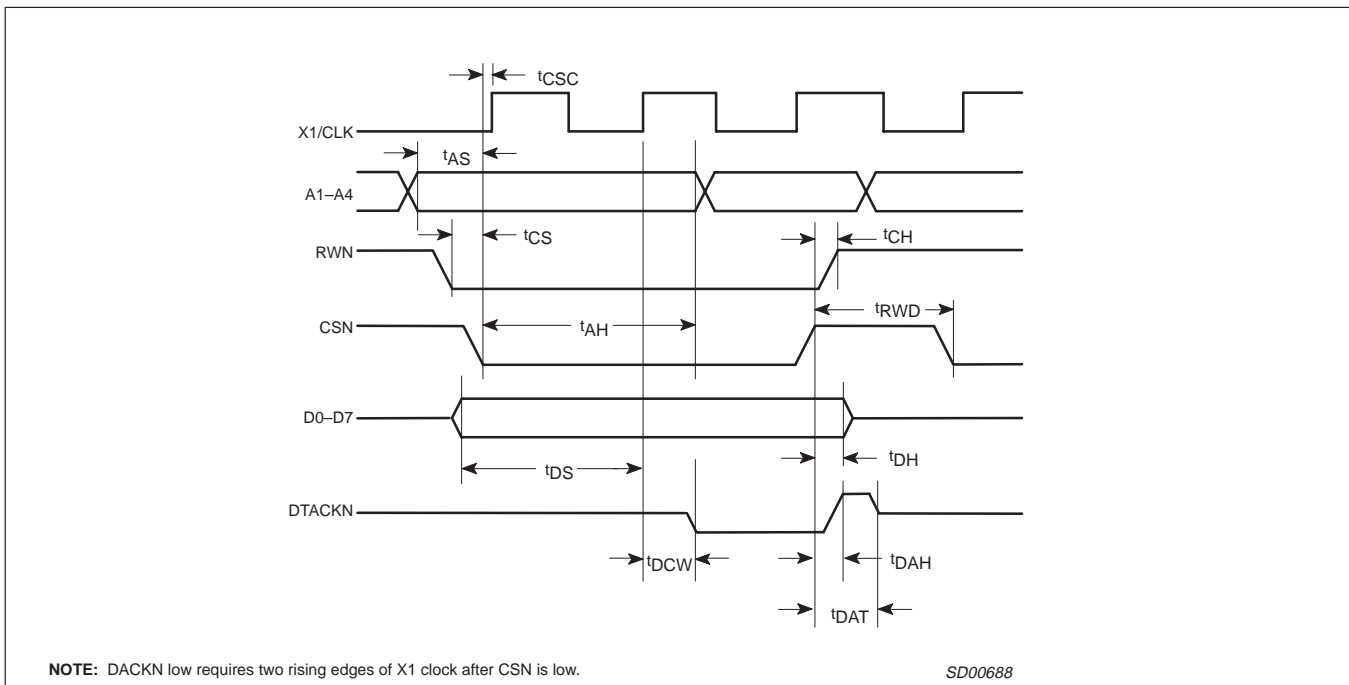 tCSC
X1/CLK
tAS
A1–A4
tCS
tCH
RWN
tRWD
CSN
tAH
D0–D7
tDS
tDH
DTACKN
tDCW
tDAH
tDAT
NOTE: DACKN low requires two rising edges of X1 clock after CSN is low.
SD00688